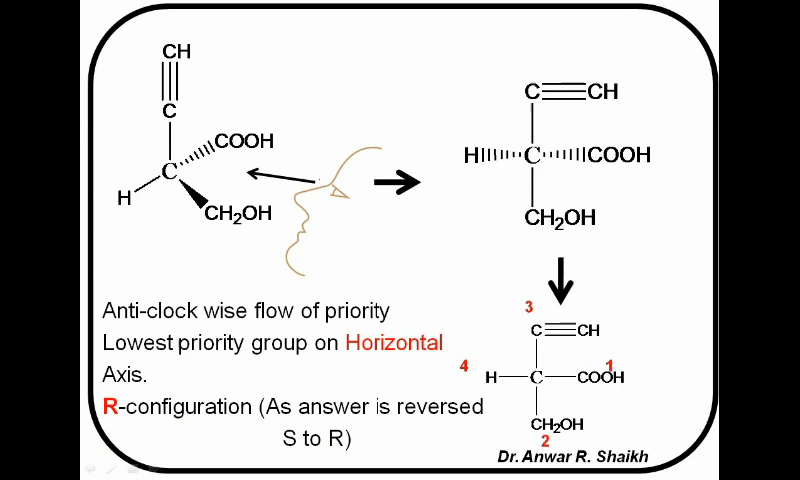 CH
C
COOH
C
H
CH2OH
C CH
H C COOH
CH2OH
3
C CH
4 1
H C COOH
CH2OH
2
Anti-clock wise flow of priority
Lowest priority group on Horizontal
Axis.
R-configuration (As answer is reversed
S to R)
Dr. Anwar R. Shaikh